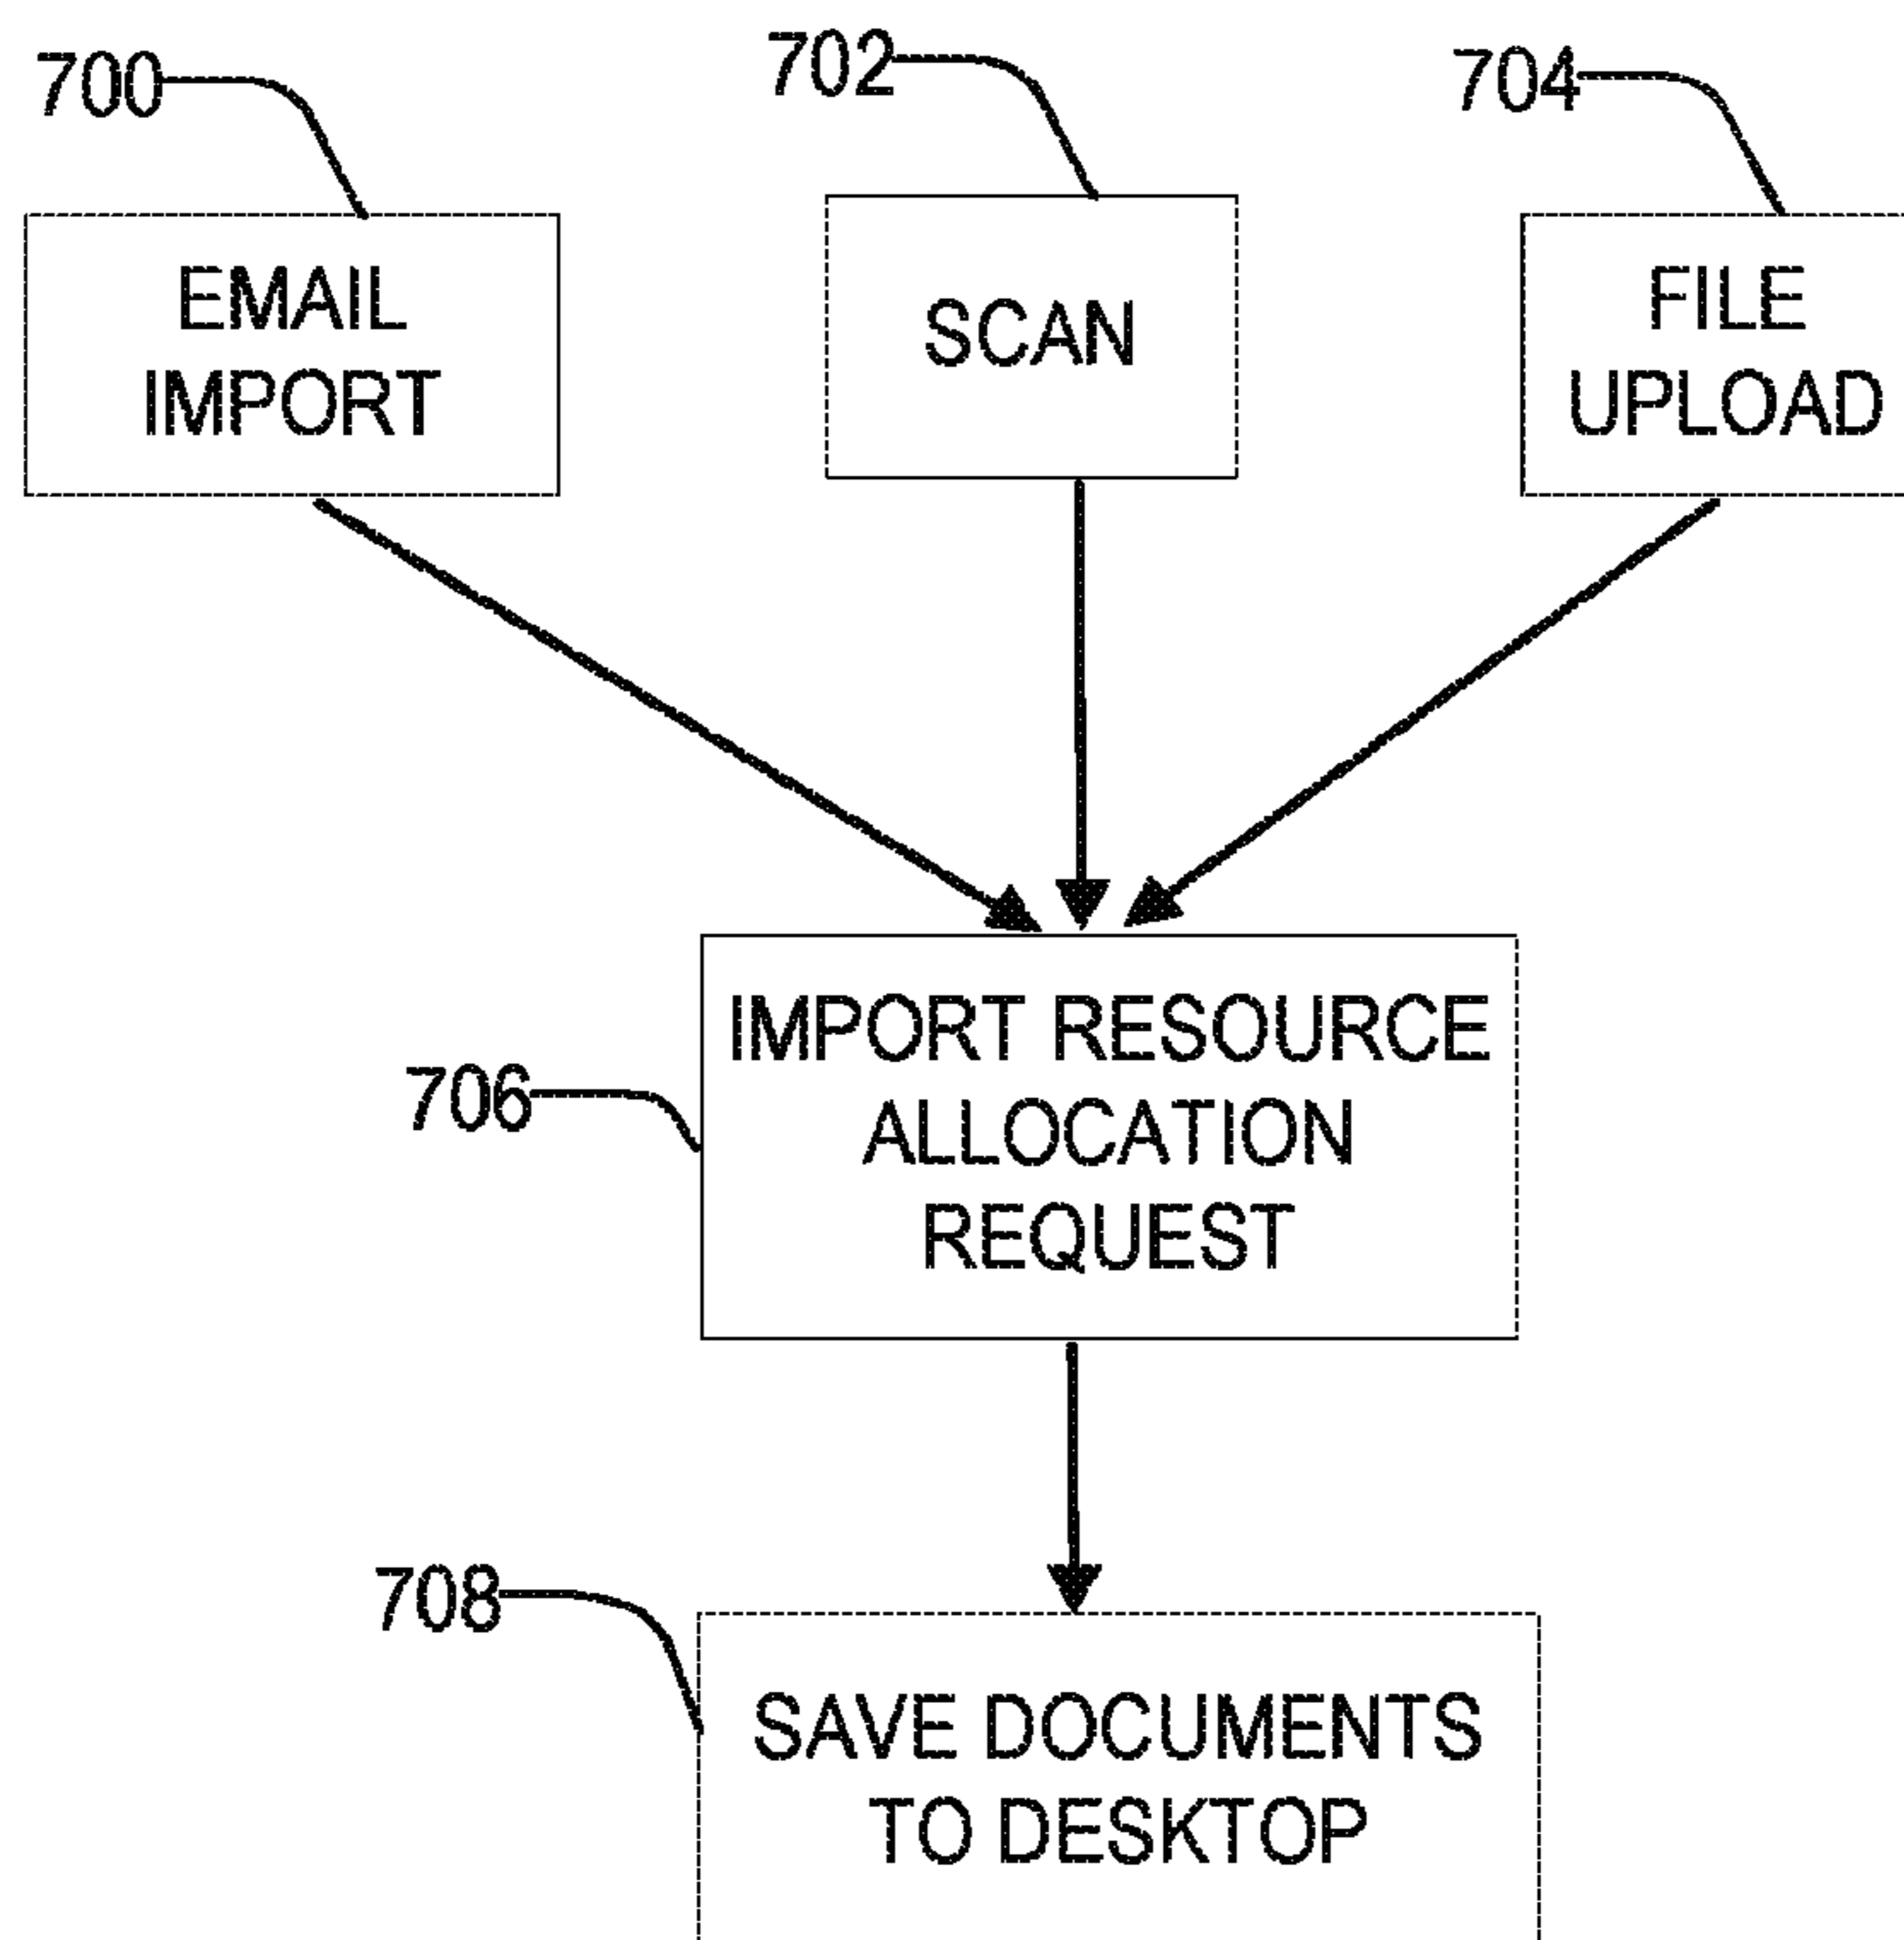 700
702
704
EMAIL
IMPORT
SCAN
FILE
UPLOAD
706
IMPORT RESOURCE
ALLOCATION
REQUEST
708
SAVE DOCUMENTS
TO DESKTOP